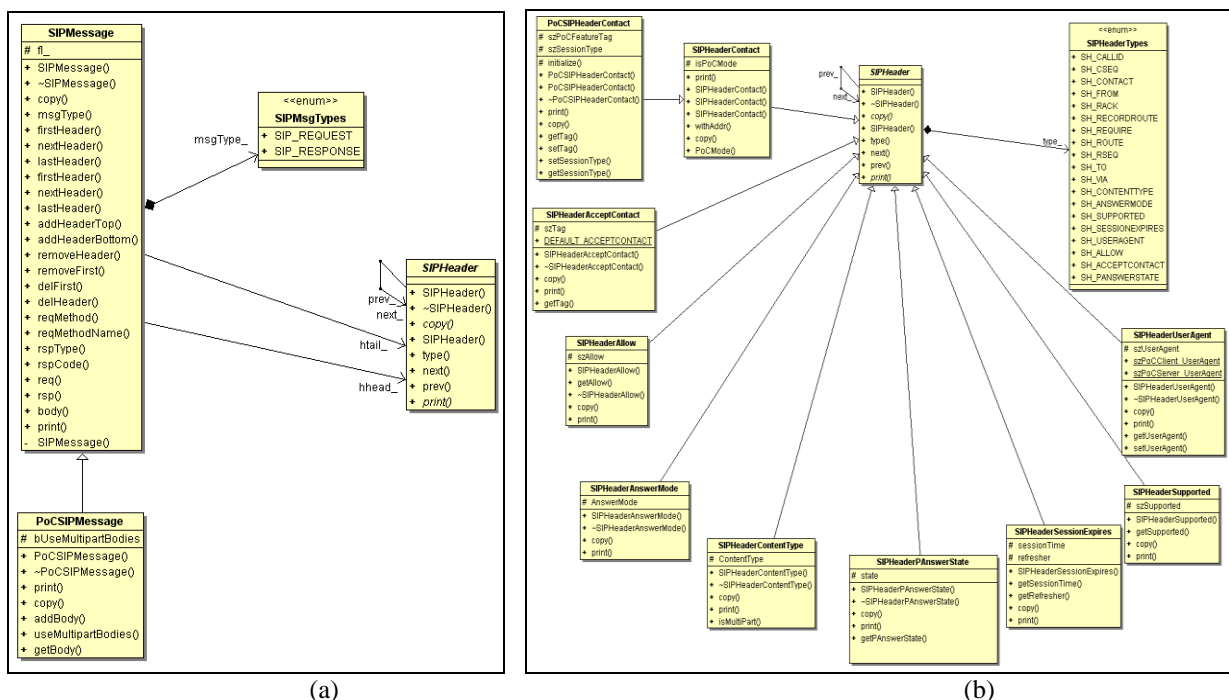 SIPMessage
# fl_
+ SIPMessage()
+ ~SIPMessage()
+ copy()
+ msgType()
+ firstHeader()
+ nextHeader()
+ lastHeader()
+ firstHeader()
+ nextHeader()
+ lastHeader()
+ addHeaderTop()
+ addHeaderBottom()
+ removeHeader()
+ removeFirst()
+ delFirst()
+ delHeader()
+ reqMethod()
+ reqMethodName()
+ rspType()
+ rspCode()
+ req()
+ rsp()
+ body()
+ print()
- SIPMessage()
msgType_
<<enum>>
SIPMsgTypes
+ SIP_REQUEST
+ SIP_RESPONSE
htail_
hhead_
prev_
next_
SIPHeader
+ SIPHeader()
+ ~SIPHeader()
+ copy()
+ SIPHeader()
+ type()
+ next()
+ prev()
+ print()
PoCSIPMessage
# bUseMultipartBodies
+ PoCSIPMessage()
+ ~PoCSIPMessage()
+ print()
+ copy()
+ addBody()
+ useMultipartBodies()
+ getBody()
(a)
PoCSIPHeaderContact
# szPoCFeatureTag
# szSessionType
# initialize()
+ PoCSIPHeaderContact()
+ PoCSIPHeaderContact()
+ ~PoCSIPHeaderContact()
+ print()
+ copy()
+ getTag()
+ setTag()
+ setSessionType()
+ getSessionType()
SIPHeaderContact
# isPoCMode
+ print()
+ SIPHeaderContact()
+ SIPHeaderContact()
+ SIPHeaderContact()
+ withAddr()
+ copy()
+ PoCMode()
prev_
next_
SIPHeader
+ SIPHeader()
+ ~SIPHeader()
+ copy()
+ SIPHeader()
+ type()
+ next()
+ prev()
+ print()
type_
<<enum>>
SIPHeaderTypes
+ SH_CALLID
+ SH_CSEQ
+ SH_CONTACT
+ SH_FROM
+ SH_RACK
+ SH_RECORDROUTE
+ SH_REQUIRE
+ SH_ROUTE
+ SH_RSEQ
+ SH_TO
+ SH_VIA
+ SH_CONTENTTYPE
+ SH_ANSWERMODE
+ SH_SUPPORTED
+ SH_SESSIONEXPIRES
+ SH_USERAGENT
+ SH_ALLOW
+ SH_ACCEPTCONTACT
+ SH_PANSWERSTATE
SIPHeaderAcceptContact
# szTag
+ DEFAULT_ACCEPTCONTACT
+ SIPHeaderAcceptContact()
+ ~SIPHeaderAcceptContact()
+ copy()
+ print()
+ getTag()
SIPHeaderAllow
# szAllow
+ SIPHeaderAllow()
+ getAllow()
+ ~SIPHeaderAllow()
+ copy()
+ print()
SIPHeaderAnswerMode
# AnswerMode
+ SIPHeaderAnswerMode()
+ ~SIPHeaderAnswerMode()
+ copy()
+ print()
SIPHeaderContentType
# ContentType
+ SIPHeaderContentType()
+ ~SIPHeaderContentType()
+ copy()
+ print()
+ isMultiPart()
SIPHeaderPAnswerState
# state
+ SIPHeaderPAnswerState()
+ ~SIPHeaderPAnswerState()
+ copy()
+ print()
+ getPAnswerState()
SIPHeaderSessionExpires
# sessionTime
# refresher
+ SIPHeaderSessionExpires()
+ getSessionTime()
+ getRefresher()
+ copy()
+ print()
SIPHeaderSupported
# szSupported
+ SIPHeaderSupported()
+ getSupported()
+ copy()
+ print()
SIPHeaderUserAgent
# szUserAgent
+ szPoCClient_UserAgent
+ szPoCServer_UserAgent
+ SIPHeaderUserAgent()
+ ~SIPHeaderUserAgent()
+ copy()
+ print()
+ getUserAgent()
+ setUserAgent()
(b)